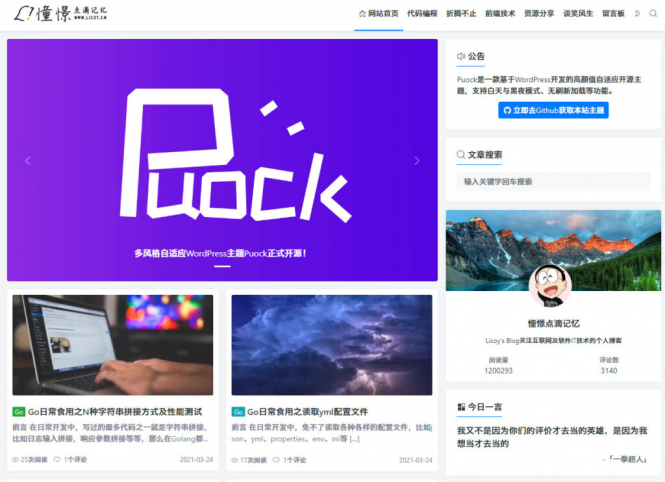 憧憬 点滴记忆
WWW.LICOY.CN
网站首页 代码编程 折腾不止 前端技术 资源分享 谈笑风生 留言板
Puock
多风格自适应WordPress主题Puock正式开源！
公告
Puock是一款基于WordPress开发的高颜值自适应开源主
题，支持白天与黑夜模式、无刷新加载等功能。
立即去Github获取本站主题
文章搜索
输入关键字回车搜索
憧憬点滴记忆
Licoy's Blog关注互联网及软件IT技术的个人博客
阅读量 评论数
1200293 3140
今日一言
我又不是因为你们的评价才去当的英雄，是因为我
想当才去当的
-「一拳超人」
Go Go日常食用之N种字符串拼接方式及性能测试
前言 在日常开发中，写过的最多代码之一就是字符串拼接，
比如日志输入拼接，响应参数拼接等等，那么在Golang都...
25次阅读 1个评论 2021-03-24
Go Go日常食用之读取yml配置文件
前言 在日常开发中，免不了读取各种各样的配置文件，比如j
son、yml、properties、env、ini等 [...]
17次阅读 1个评论 2021-03-24